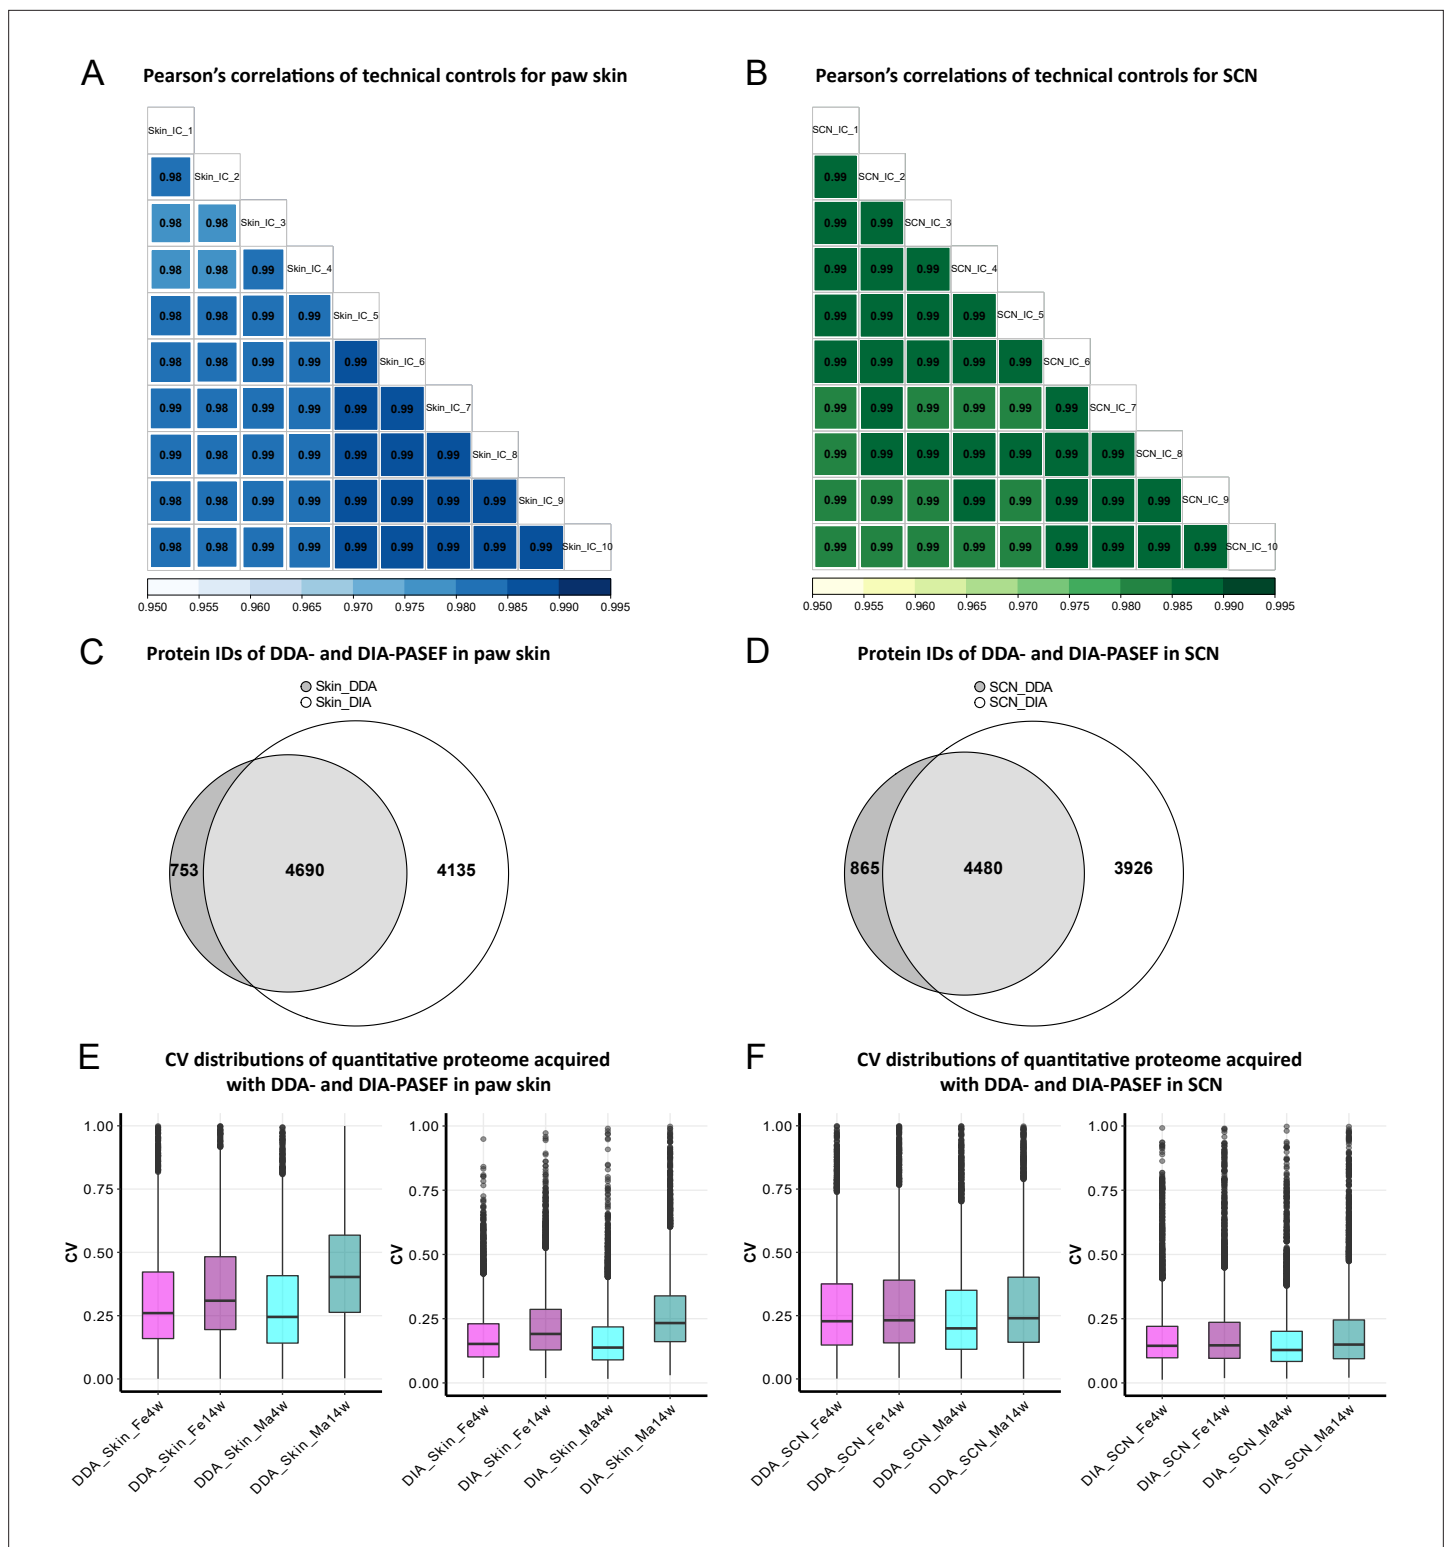 A Pearson's correlations of technical controls for paw skin
Skin_IC_1
0.98 Skin_IC_2
0.98 0.98 Skin_IC_3
0.98 0.98 0.99 Skin_IC_4
0.98 0.98 0.99 0.99 Skin_IC_5
0.98 0.98 0.99 0.99 0.99 Skin_IC_6
0.99 0.98 0.99 0.99 0.99 0.99 Skin_IC_7
0.99 0.98 0.99 0.99 0.99 0.99 0.99 Skin_IC_8
0.98 0.98 0.99 0.99 0.99 0.99 0.99 0.99 Skin_IC_9
0.98 0.98 0.99 0.99 0.99 0.99 0.99 0.99 0.99 Skin_IC_10
0.950 0.955 0.960 0.965 0.970 0.975 0.980 0.985 0.990 0.995
B Pearson's correlations of technical controls for SCN
SCN_IC_1
0.99 SCN_IC_2
0.99 0.99 SCN_IC_3
0.99 0.99 0.99 SCN_IC_4
0.99 0.99 0.99 0.99 SCN_IC_5
0.99 0.99 0.99 0.99 0.99 SCN_IC_6
0.99 0.99 0.99 0.99 0.99 0.99 SCN_IC_7
0.99 0.99 0.99 0.99 0.99 0.99 0.99 SCN_IC_8
0.99 0.99 0.99 0.99 0.99 0.99 0.99 0.99 SCN_IC_9
0.99 0.99 0.99 0.99 0.99 0.99 0.99 0.99 0.99 SCN_IC_10
0.950 0.955 0.960 0.965 0.970 0.975 0.980 0.985 0.990 0.995
C Protein IDs of DDA- and DIA-PASEF in paw skin
Skin_DDA
Skin_DIA
753 4690 4135
D Protein IDs of DDA- and DIA-PASEF in SCN
SCN_DDA
SCN_DIA
865 4480 3926
E CV distributions of quantitative proteome acquired
with DDA- and DIA-PASEF in paw skin
CV
1.00
0.75
0.50
0.25
0.00
DDA_Skin_Fe4w
DDA_Skin_Fe14w
DDA_Skin_Ma4w
DDA_Skin_Ma14w
CV
1.00
0.75
0.50
0.25
0.00
DIA_Skin_Fe4w
DIA_Skin_Fe14w
DIA_Skin_Ma4w
DIA_Skin_Ma14w
F CV distributions of quantitative proteome acquired
with DDA- and DIA-PASEF in SCN
CV
1.00
0.75
0.50
0.25
0.00
DDA_SCN_Fe4w
DDA_SCN_Fe14w
DDA_SCN_Ma4w
DDA_SCN_Ma14w
CV
1.00
0.75
0.50
0.25
0.00
DIA_SCN_Fe4w
DIA_SCN_Fe14w
DIA_SCN_Ma4w
DIA_SCN_Ma14w